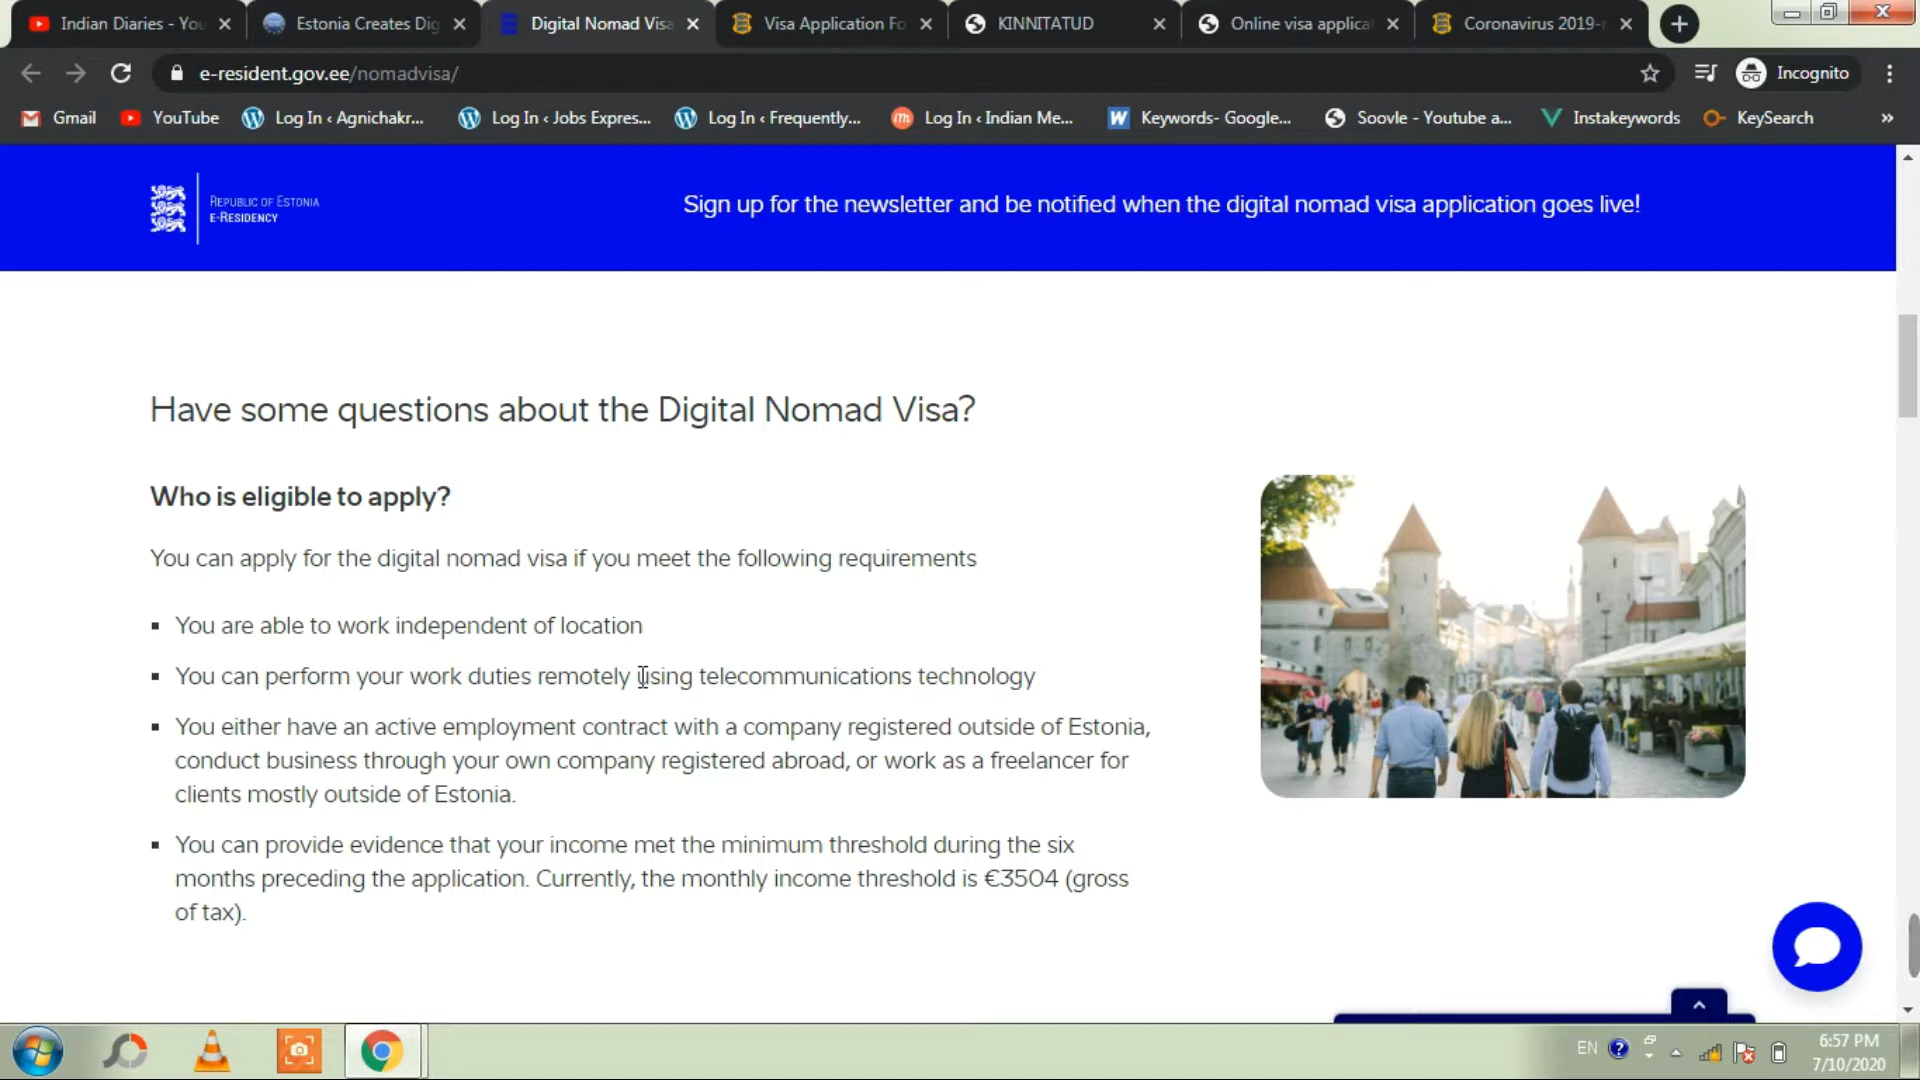 Indian Diaries - You
Estonia Creates Dig
Digital Nomad Visa
Visa Application Fo
KINNITATUD
Online visa applicat
Coronavirus 2019-n
e-resident.gov.ee/nomadvisa/
Incognito
Gmail
YouTube
Log In ‹ Agnichakr...
Log In ‹ Jobs Expres...
Log In ‹ Frequently...
Log In ‹ Indian Me...
Keywords- Google...
Soovle - Youtube a...
Instakeywords
KeySearch
»
REPUBLIC OF ESTONIA
E-RESIDENCY
Sign up for the newsletter and be notified when the digital nomad visa application goes live!
Have some questions about the Digital Nomad Visa?
Who is eligible to apply?
You can apply for the digital nomad visa if you meet the following requirements
▪ You are able to work independent of location
▪ You can perform your work duties remotely using telecommunications technology
▪ You either have an active employment contract with a company registered outside of Estonia,
conduct business through your own company registered abroad, or work as a freelancer for
clients mostly outside of Estonia.
▪ You can provide evidence that your income met the minimum threshold during the six
months preceding the application. Currently, the monthly income threshold is €3504 (gross
of tax).
EN
6:57 PM
7/10/2020